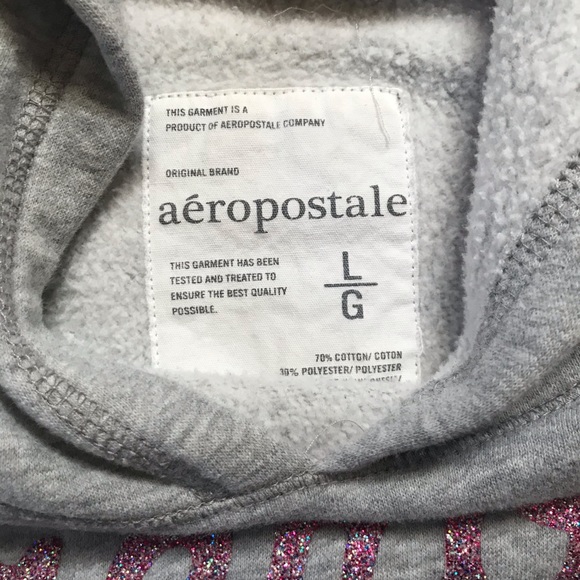 THIS GARMENT IS A
PRODUCT OF AEROPOSTALE COMPANY
ORIGINAL BRAND
aéropostale
THIS GARMENT HAS BEEN
TESTED AND TREATED TO
ENSURE THE BEST QUALITY
POSSIBLE.
L
G
70% COTTON/ COTON
30% POLYESTER/ POLYESTER